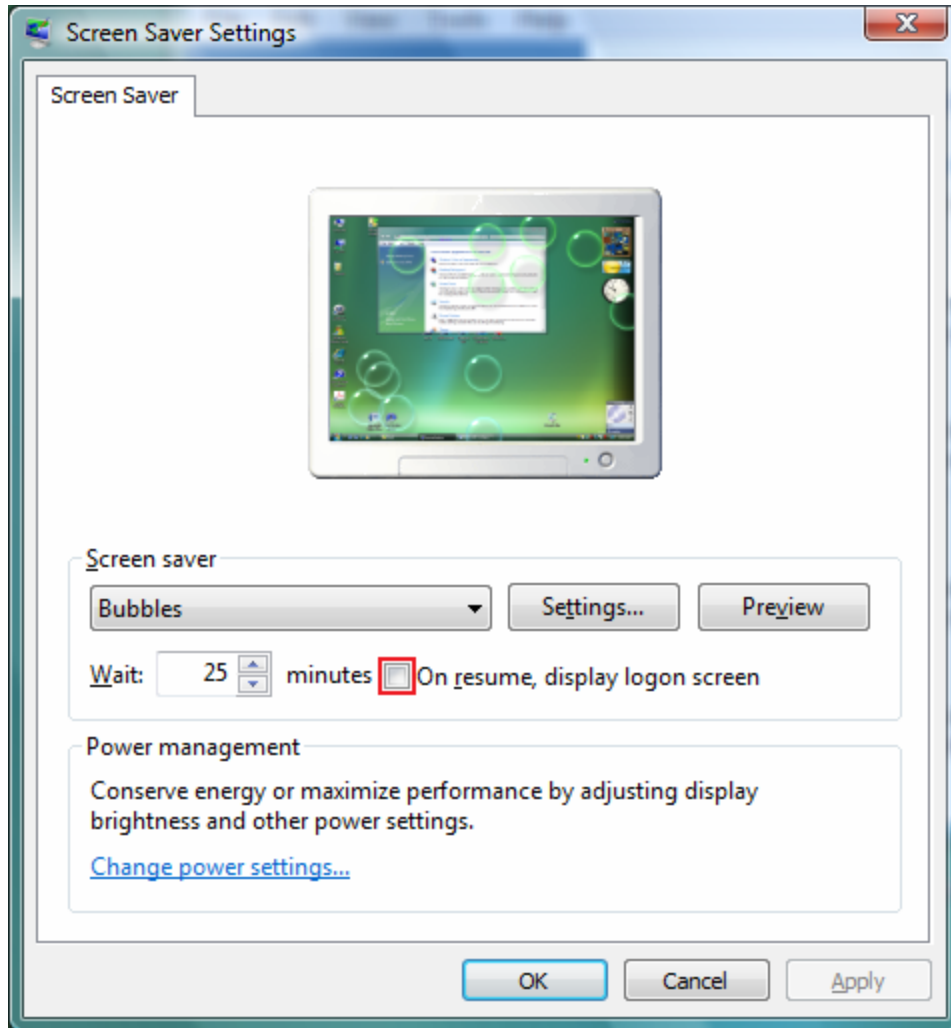 Screen Saver Settings
Screen Saver
Screen saver
Bubbles
Settings...
Preview
Wait: 25 minutes On resume, display logon screen
Power management
Conserve energy or maximize performance by adjusting display
brightness and other power settings.
Change power settings...
OK Cancel Apply